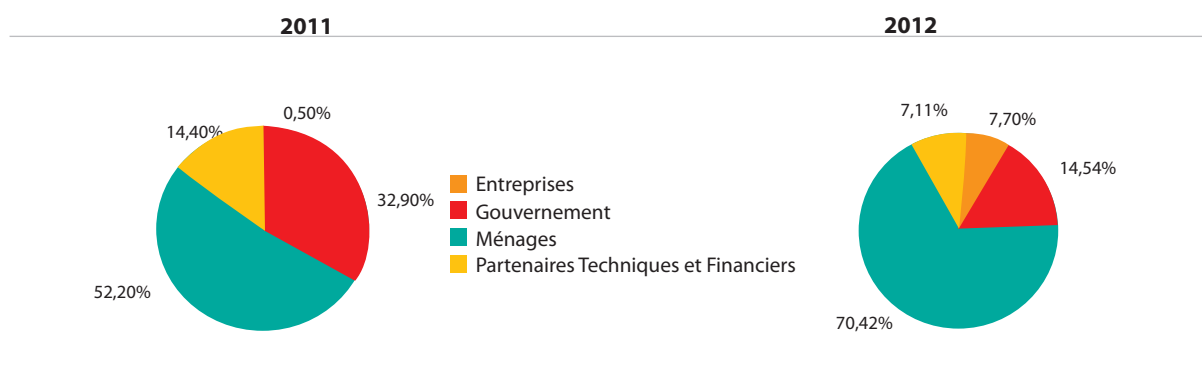 2011
2012
0,50%
14,40%
32,90%
52,20%
Entreprises
Gouvernement
Ménages
Partenaires Techniques et Financiers
7,11%
7,70%
14,54%
70,42%